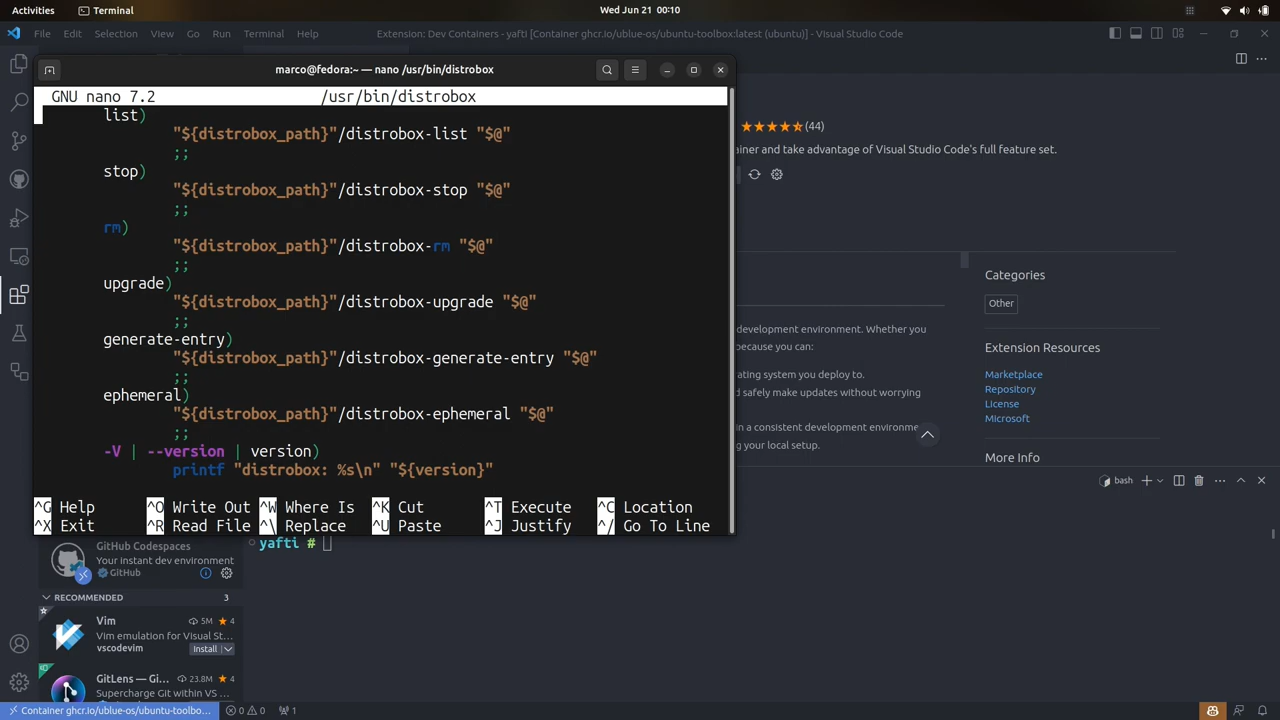 Activities
Terminal
Wed Jun 21 00:10
File Edit Selection View Go Run Terminal Help
Extension: Dev Containers - yafti [Container ghcr.io/ublue-os/ubuntu-toolbox:latest (ubuntu)] - Visual Studio Code
marco@fedora:~ — nano /usr/bin/distrobox
GNU nano 7.2 /usr/bin/distrobox
list)
"${distrobox_path}"/distrobox-list "$@"
;;
stop)
"${distrobox_path}"/distrobox-stop "$@"
;;
rm)
"${distrobox_path}"/distrobox-rm "$@"
;;
upgrade)
"${distrobox_path}"/distrobox-upgrade "$@"
;;
generate-entry)
"${distrobox_path}"/distrobox-generate-entry "$@"
;;
ephemeral)
"${distrobox_path}"/distrobox-ephemeral "$@"
;;
-V | --version | version)
printf "distrobox: %s\n" "${version}"
^G Help ^O Write Out ^W Where Is ^K Cut ^T Execute ^C Location
^X Exit ^R Read File ^\ Replace ^U Paste ^J Justify ^/ Go To Line
(44)
ainer and take advantage of Visual Studio Code's full feature set.
Categories
Other
development environment. Whether you
because you can:
ating system you deploy to.
d safely make updates without worrying
in a consistent development environme
g your local setup.
Extension Resources
Marketplace
Repository
License
Microsoft
More Info
bash
yafti #
GitHub Codespaces
Your instant dev environment
GitHub
RECOMMENDED 3
Vim 5M 4
Vim emulation for Visual St...
vscodevim Install
GitLens — Gi... 23.8M 4
Supercharge Git within VS ...
Container ghcr.io/ublue-os/ubuntu-toolbo... 0 0 1